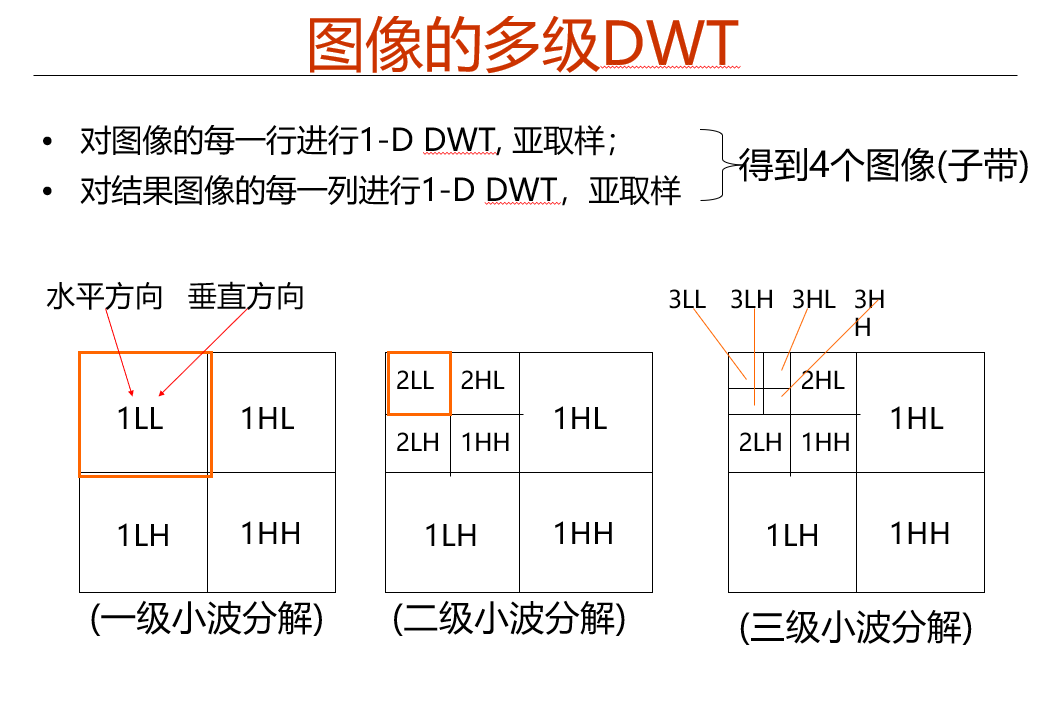 图像的多级DWT
• 对图像的每一行进行1-D DWT, 亚取样；
• 对结果图像的每一列进行1-D DWT，亚取样
得到4个图像(子带)
水平方向 垂直方向
1LL 1HL
1LH 1HH
(一级小波分解)
2LL 2HL
2LH 1HH
1HL
1LH 1HH
(二级小波分解)
3LL 3LH 3HL 3H
H
2HL
2LH 1HH
1HL
1LH 1HH
(三级小波分解)